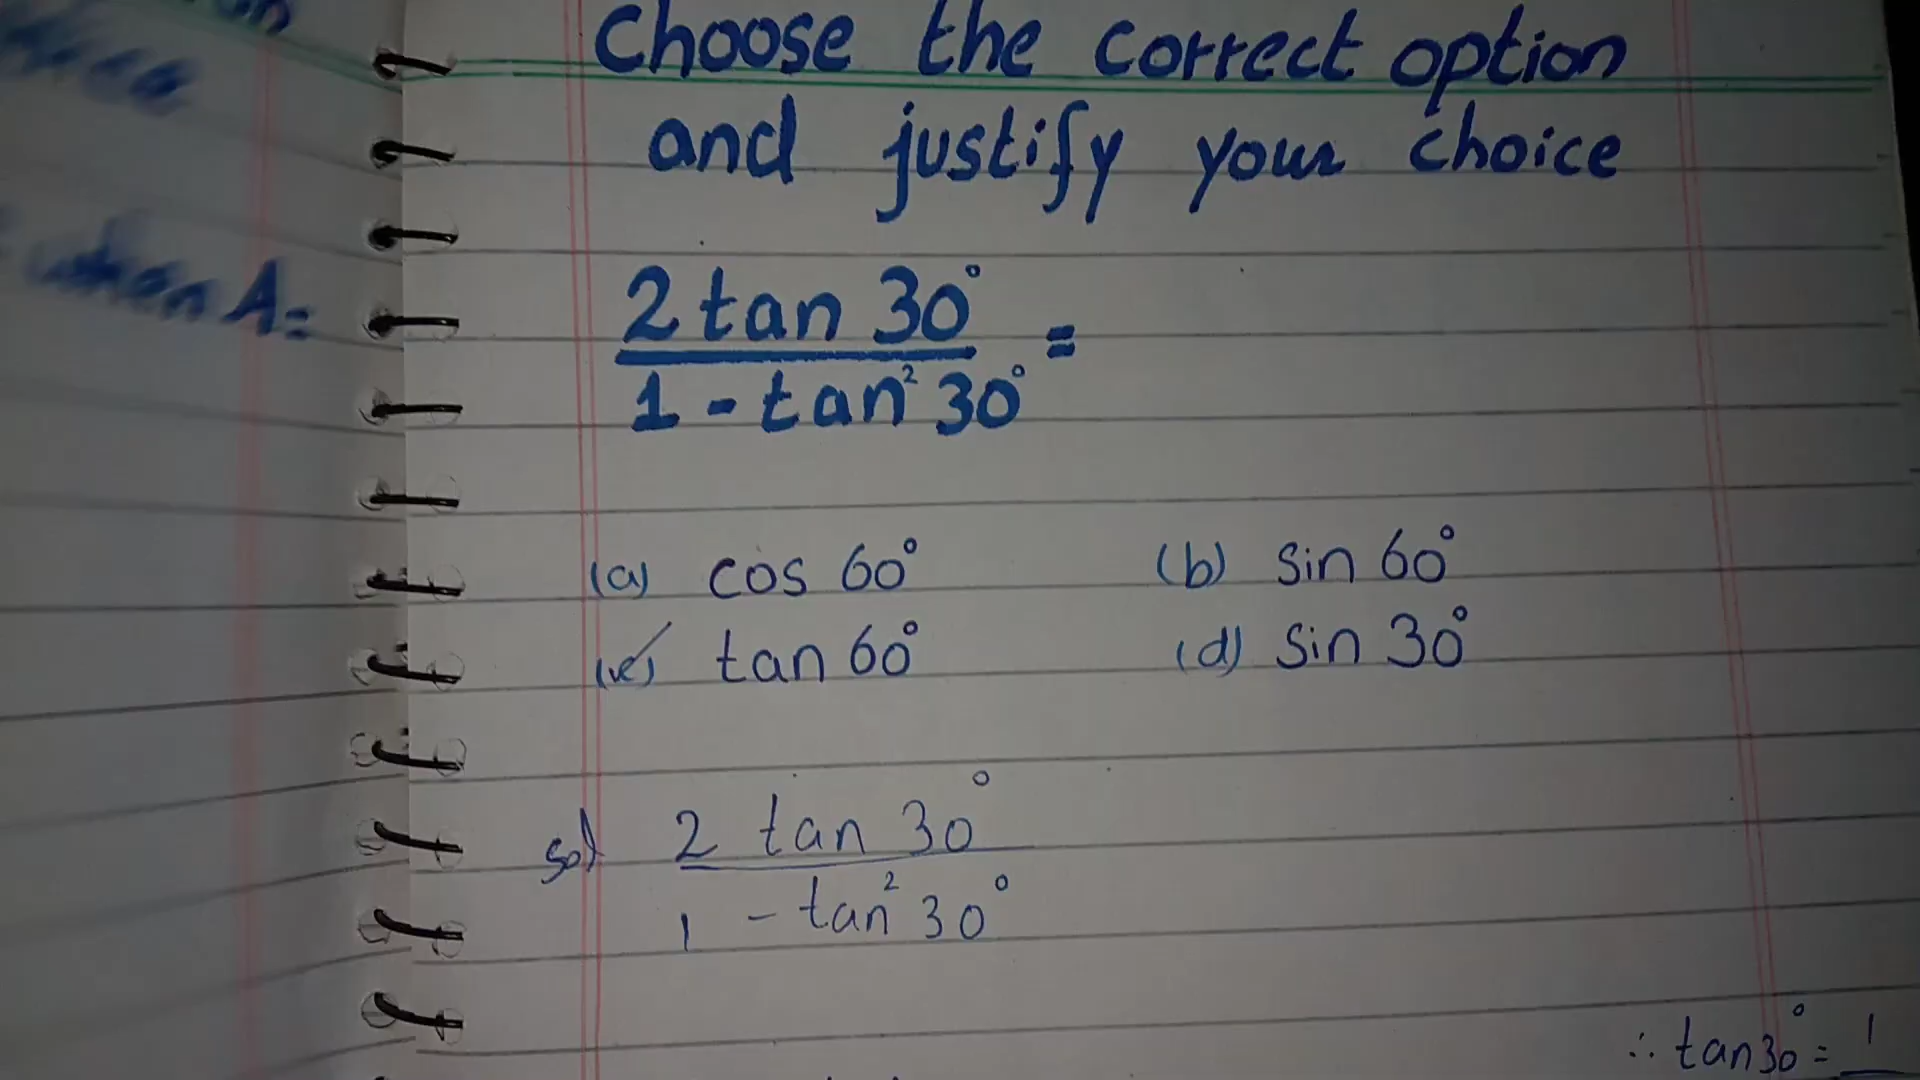 when A=
Choose the correct option
and justify your choice
2 tan 30° =
1 - tan² 30°
(a) cos 60° (b) sin 60°
(c) tan 60° (d) sin 30°
sol 2 tan 30°
1 - tan² 30°
∴ tan 30° = 1